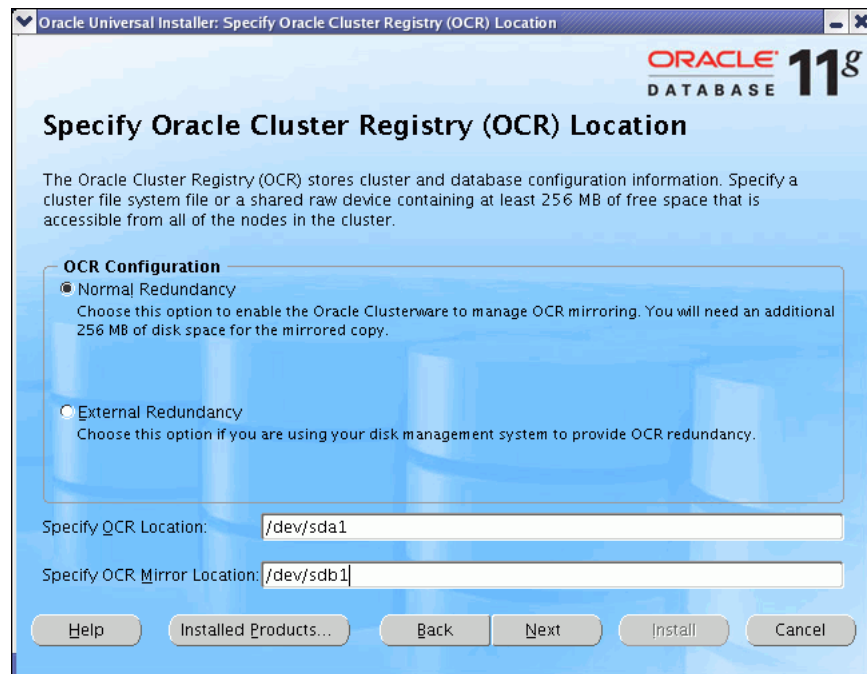 Oracle Universal Installer: Specify Oracle Cluster Registry (OCR) Location
ORACLE
DATABASE 11g
Specify Oracle Cluster Registry (OCR) Location
The Oracle Cluster Registry (OCR) stores cluster and database configuration information. Specify a
cluster file system file or a shared raw device containing at least 256 MB of free space that is
accessible from all of the nodes in the cluster.
OCR Configuration
Normal Redundancy
Choose this option to enable the Oracle Clusterware to manage OCR mirroring. You will need an additional
256 MB of disk space for the mirrored copy.
External Redundancy
Choose this option if you are using your disk management system to provide OCR redundancy.
Specify OCR Location: /dev/sda1
Specify OCR Mirror Location: /dev/sdb1
Help Installed Products... Back Next Install Cancel